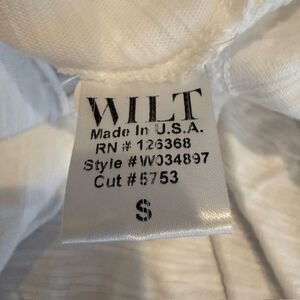 WILT
Made In U.S.A.
RN # 126368
Style # W034897
Cut # 5753
S